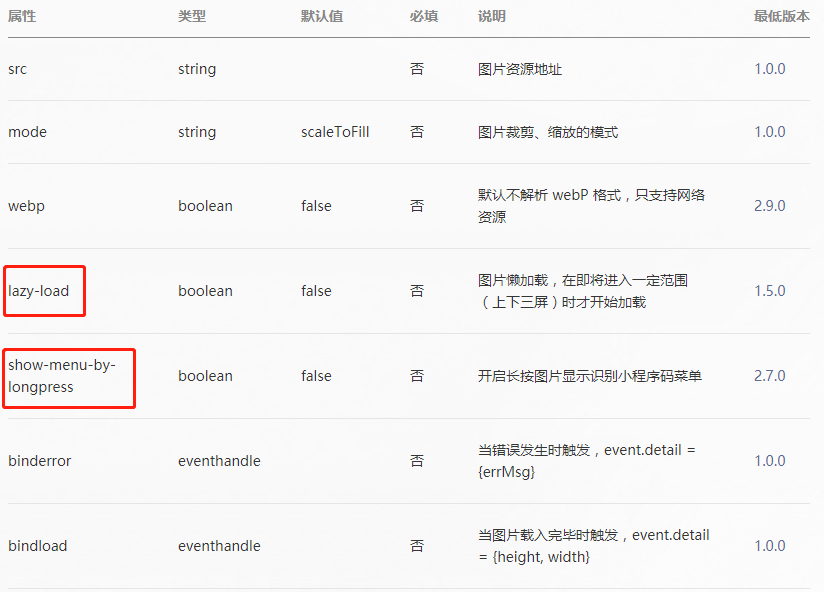 属性 类型 默认值 必填 说明 最低版本
src string 否 图片资源地址 1.0.0
mode string scaleToFill 否 图片裁剪、缩放的模式 1.0.0
webp boolean false 否 默认不解析 webP 格式，只支持网络
资源 2.9.0
lazy-load boolean false 否 图片懒加载，在即将进入一定范围
（上下三屏）时才开始加载 1.5.0
show-menu-by-
longpress boolean false 否 开启长按图片显示识别小程序码菜单 2.7.0
binderror eventhandle 否 当错误发生时触发，event.detail =
{errMsg} 1.0.0
bindload eventhandle 否 当图片载入完毕时触发，event.detail
= {height, width} 1.0.0